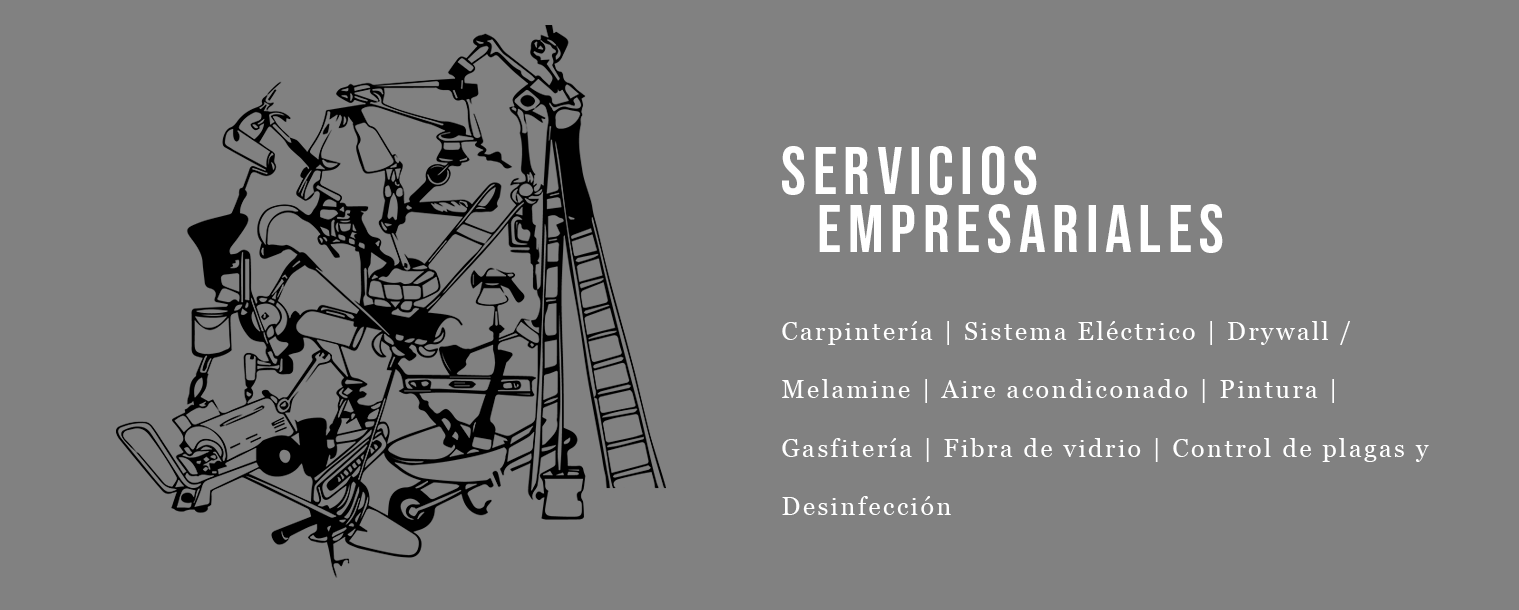 SERVICIOS
EMPRESARIALES
Carpintería | Sistema Eléctrico | Drywall /
Melamine | Aire acondiconado | Pintura |
Gasfitería | Fibra de vidrio | Control de plagas y
Desinfección